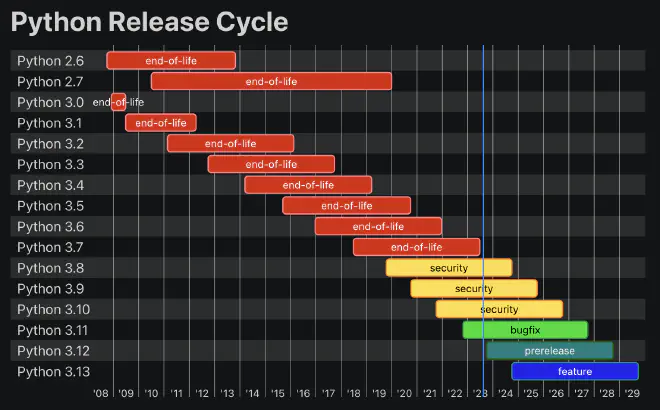 Python Release Cycle
Python 2.6 end-of-life
Python 2.7 end-of-life
Python 3.0 end-of-life
Python 3.1 end-of-life
Python 3.2 end-of-life
Python 3.3 end-of-life
Python 3.4 end-of-life
Python 3.5 end-of-life
Python 3.6 end-of-life
Python 3.7 end-of-life
Python 3.8 security
Python 3.9 security
Python 3.10 security
Python 3.11 bugfix
Python 3.12 prerelease
Python 3.13 feature
'08 '09 '10 '11 '12 '13 '14 '15 '16 '17 '18 '19 '20 '21 '22 '23 '24 '25 '26 '27 '28 '29